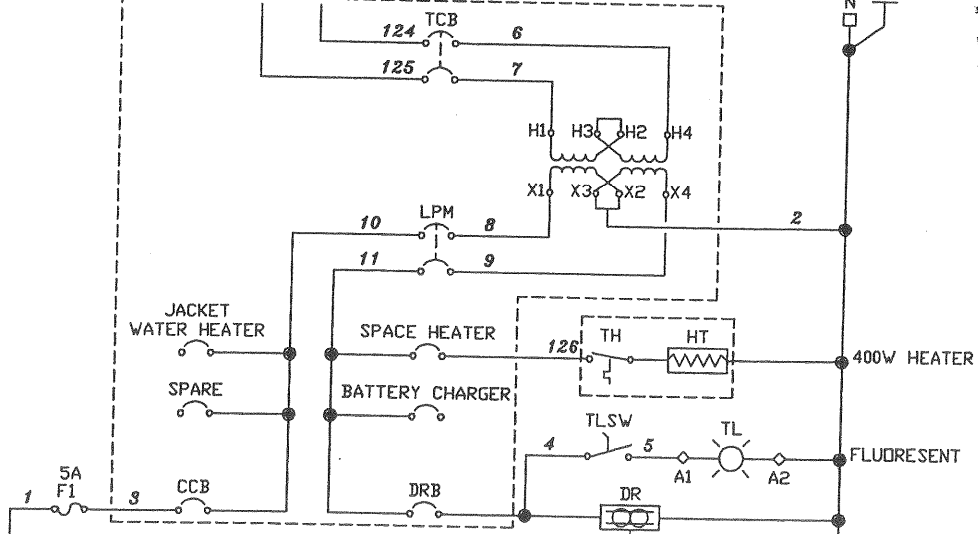 N
TCB
124
6
125
7
H1 H3 H2 H4
X1 X3 X2 X4
LPM
10
8
2
11
9
JACKET
WATER HEATER
SPACE HEATER
126
TH
HT
400W HEATER
SPARE
BATTERY CHARGER
TLSW
4
5
TL
FLUORESENT
A1
A2
5A
F1
1
3
CCB
DRB
DR